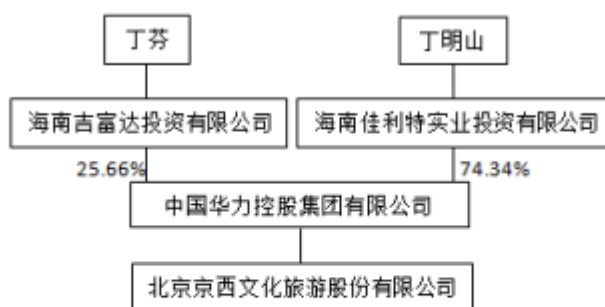 丁芬
丁明山
海南吉富达投资有限公司
海南佳利特实业投资有限公司
25.66%
74.34%
中国华力控股集团有限公司
北京京西文化旅游股份有限公司